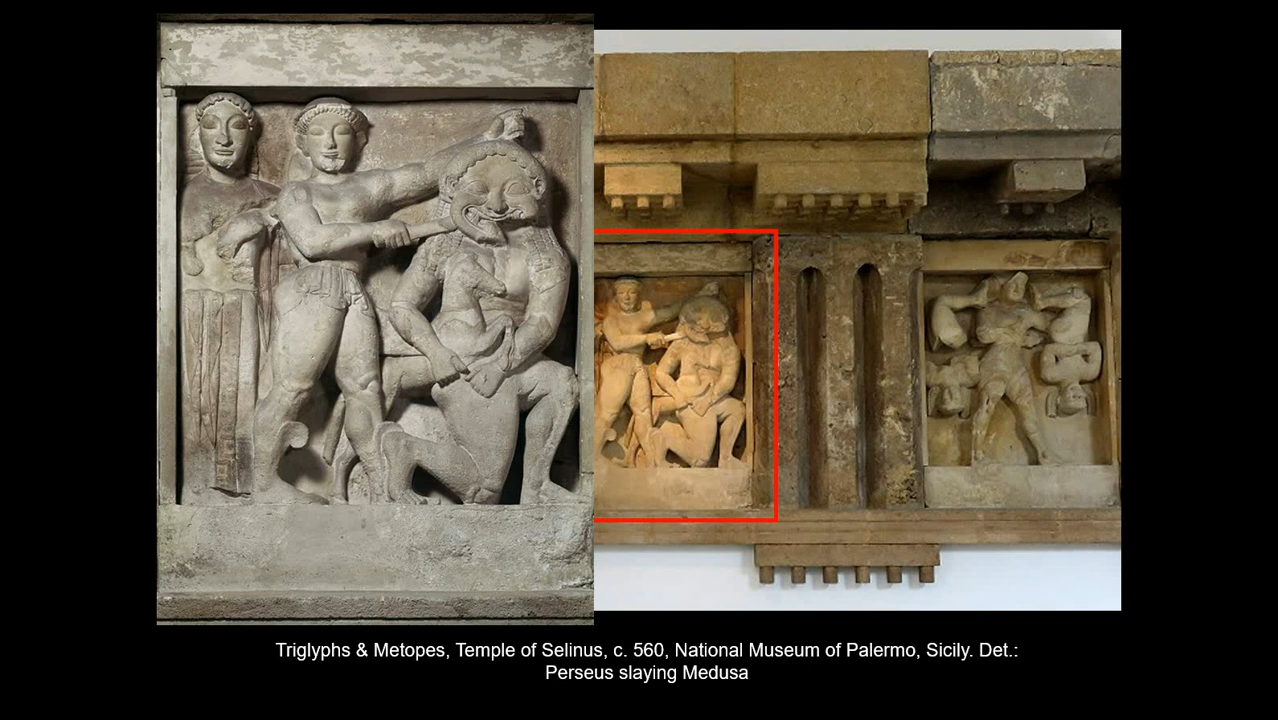 Triglyphs & Metopes, Temple of Selinus, c. 560, National Museum of Palermo, Sicily. Det.:
Perseus slaying Medusa